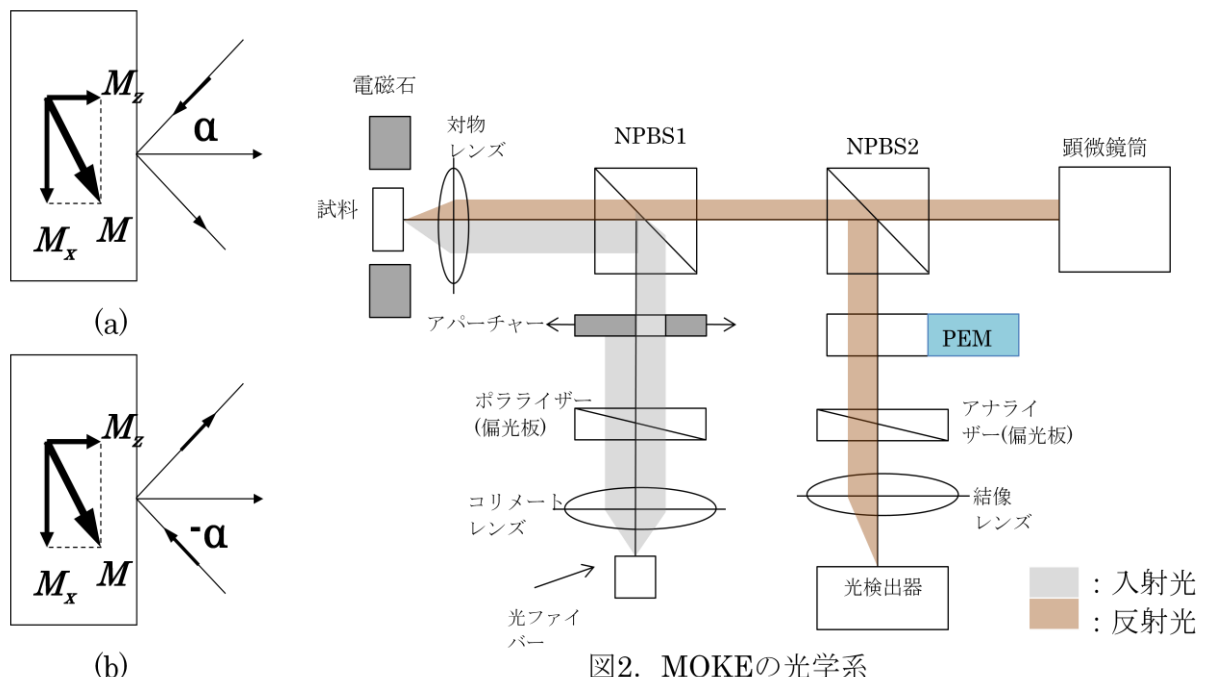 M_z
α
M_x
M
(a)
M_z
-α
M_x
M
(b)
電磁石
対物
レンズ
NPBS1
NPBS2
顕微鏡筒
試料
アパーチャー
PEM
ポラライザー
(偏光板)
アナライ
ザー(偏光板)
コリメート
レンズ
結像
レンズ
光ファイ
バー
光検出器
：入射光
：反射光
図2. MOKEの光学系